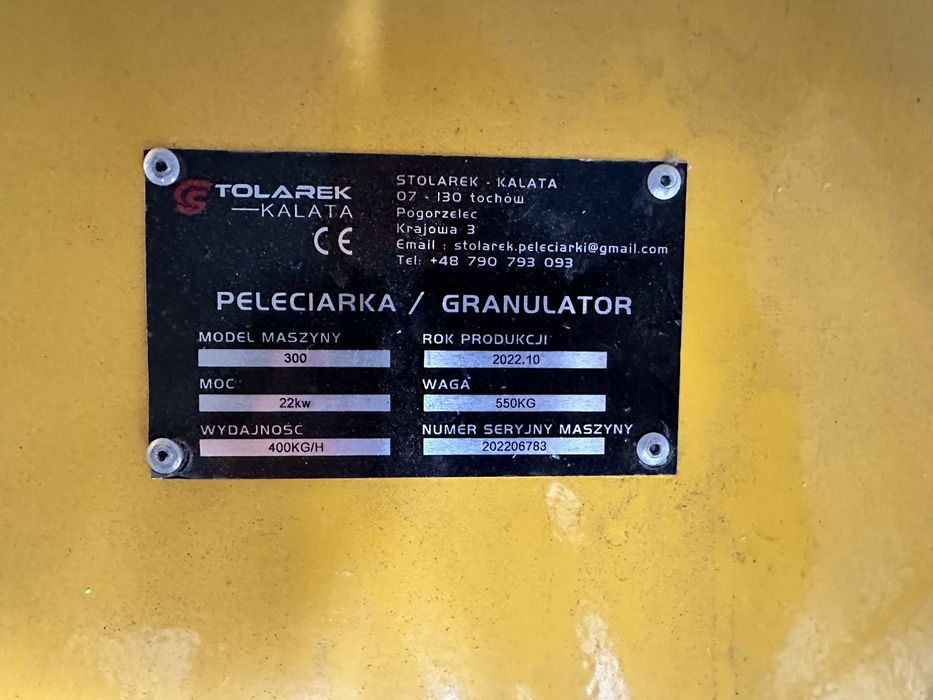 STOLAREK
KALATA
CE
STOLAREK - KALATA
07 - 130 tochów
Pogorzelec
Krajowa 3
Email : stolarek.peleciarki@gmail.com
Tel: +48 790 793 093
PELECIARKA / GRANULATOR
MODEL MASZYNY
300
ROK PRODUKCJI
2022.10
MOC
22kw
WAGA
550KG
WYDAJNOŚĆ
400KG/H
NUMER SERYJNY MASZYNY
202206783